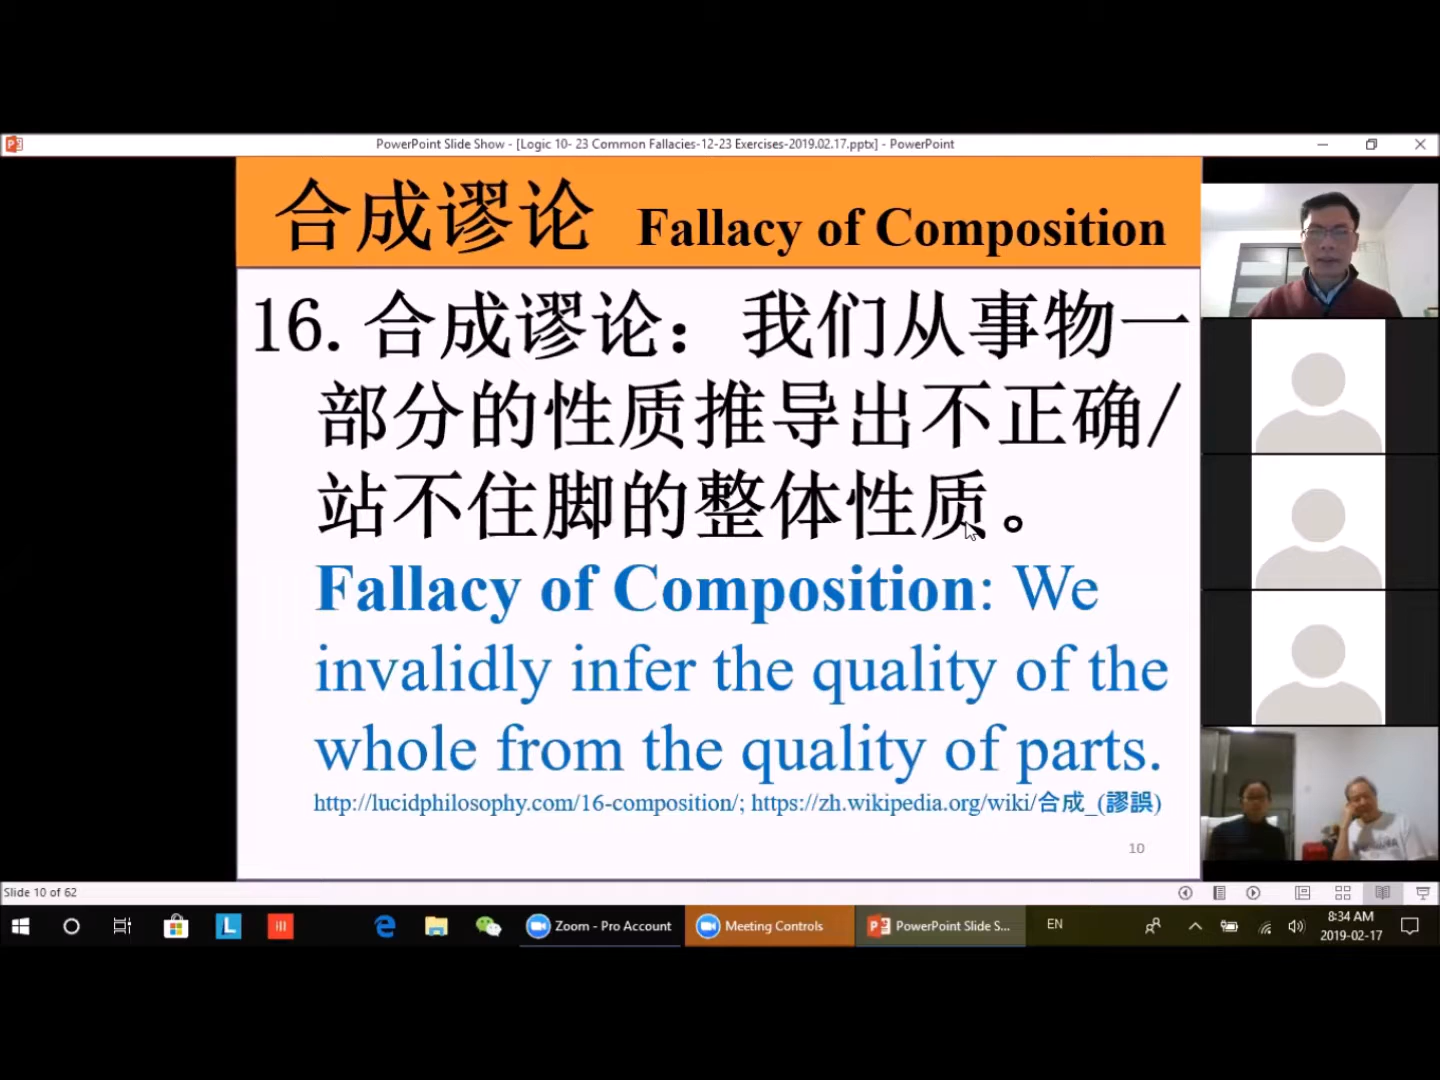 PowerPoint Slide Show - [Logic 10- 23 Common Fallacies-12-23 Exercises-2019.02.17.pptx] - PowerPoint
合成谬论 Fallacy of Composition
16. 合成谬论：我们从事物一
部分的性质推导出不正确/
站不住脚的整体性质。
Fallacy of Composition: We
invalidly infer the quality of the
whole from the quality of parts.
http://lucidphilosophy.com/16-composition/; https://zh.wikipedia.org/wiki/合成_(謬誤)
10
Slide 10 of 62
Zoom - Pro Account
Meeting Controls
PowerPoint Slide S...
EN
8:34 AM
2019-02-17